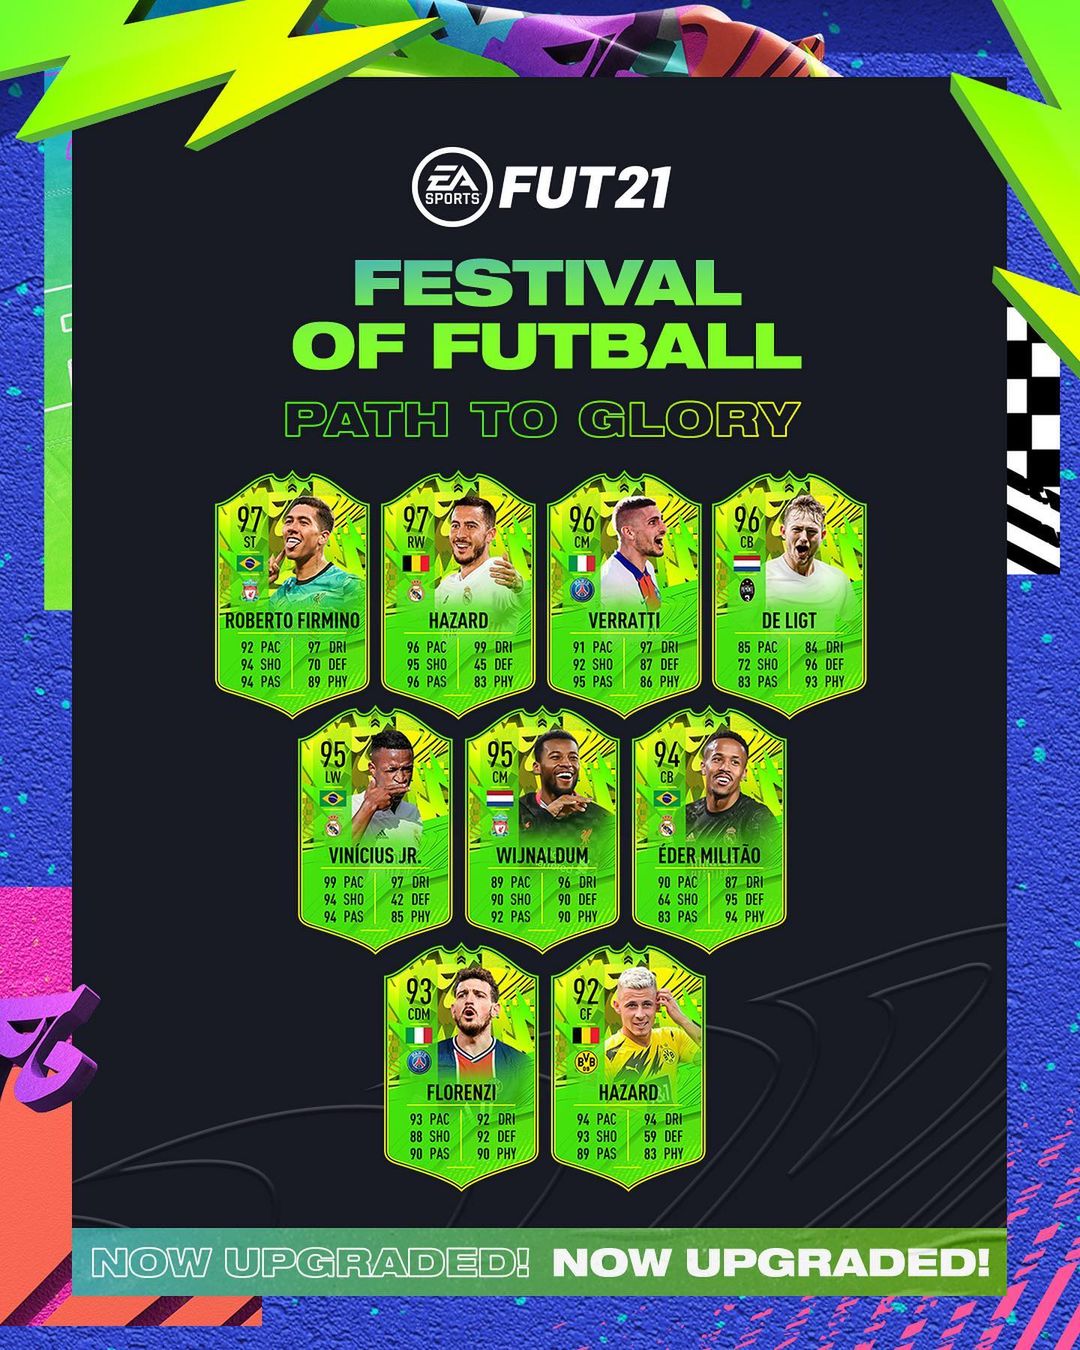 EA
SPORTS
FUT21
FESTIVAL
OF FUTBALL
PATH TO GLORY
97
ST
ROBERTO FIRMINO
92 PAC 97 DRI
94 SHO 70 DEF
94 PAS 89 PHY
97
RW
HAZARD
96 PAC 99 DRI
95 SHO 45 DEF
96 PAS 83 PHY
96
CM
VERRATTI
91 PAC 97 DRI
92 SHO 87 DEF
95 PAS 86 PHY
96
CB
DE LIGT
85 PAC 84 DRI
72 SHO 96 DEF
83 PAS 93 PHY
95
LW
VINÍCIUS JR.
99 PAC 97 DRI
94 SHO 42 DEF
94 PAS 85 PHY
95
CM
WIJNALDUM
89 PAC 96 DRI
90 SHO 90 DEF
92 PAS 90 PHY
94
CB
ÉDER MILITÃO
90 PAC 87 DRI
64 SHO 95 DEF
83 PAS 94 PHY
93
CDM
FLORENZI
93 PAC 92 DRI
88 SHO 92 DEF
90 PAS 90 PHY
92
CF
BVB
09
HAZARD
94 PAC 94 DRI
93 SHO 59 DEF
89 PAS 83 PHY
NOW UPGRADED! NOW UPGRADED!